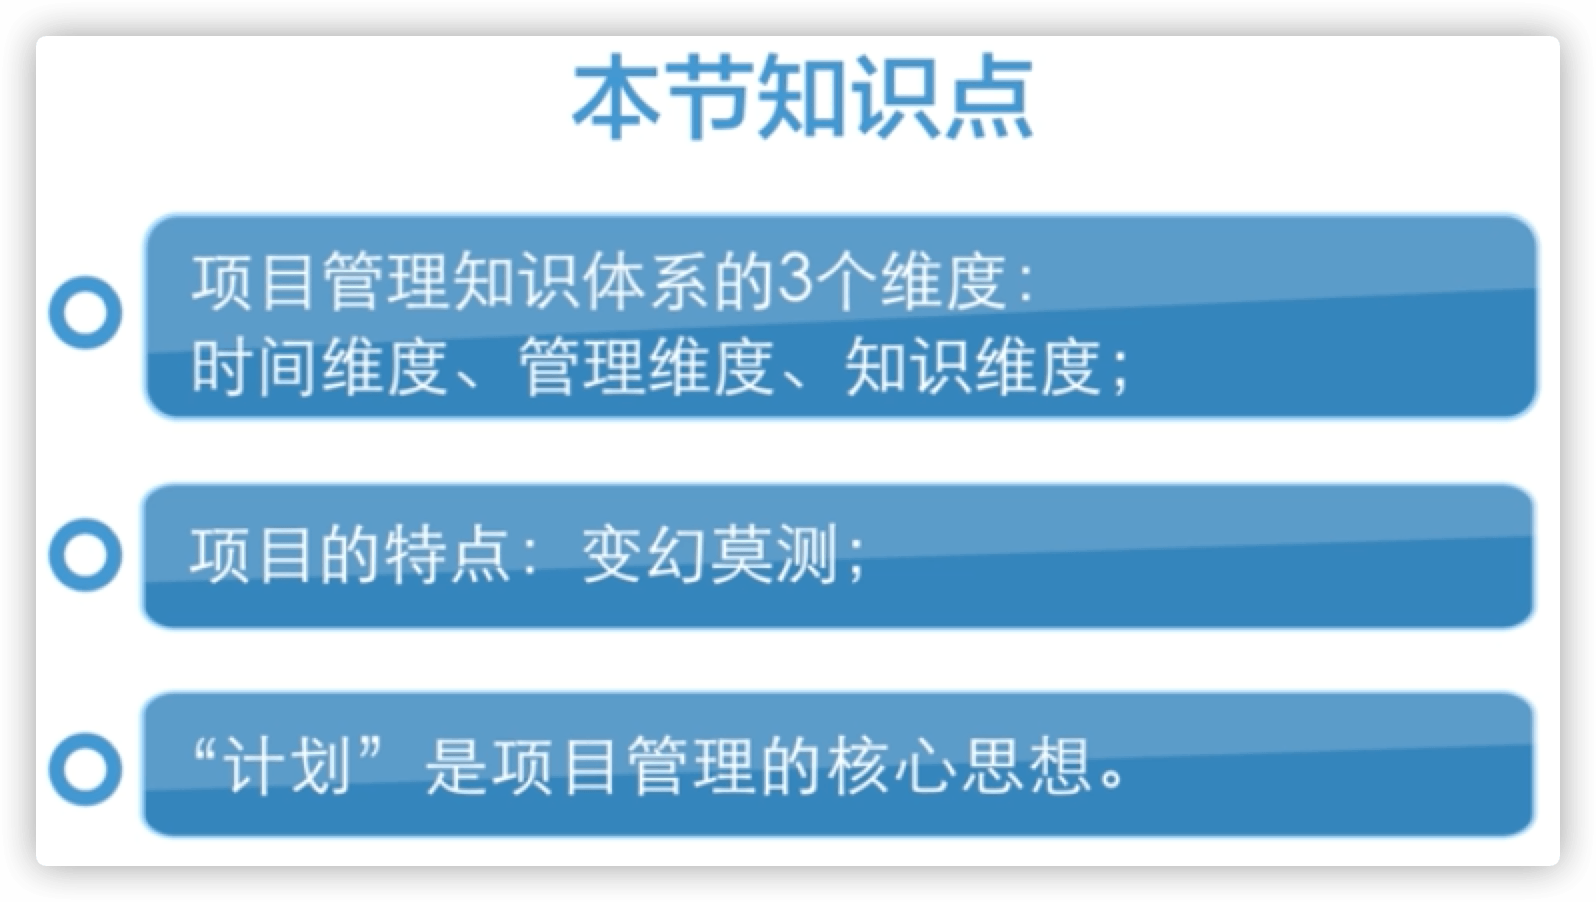 本节知识点
项目管理知识体系的3个维度：
时间维度、管理维度、知识维度；
项目的特点：变幻莫测；
“计划”是项目管理的核心思想。